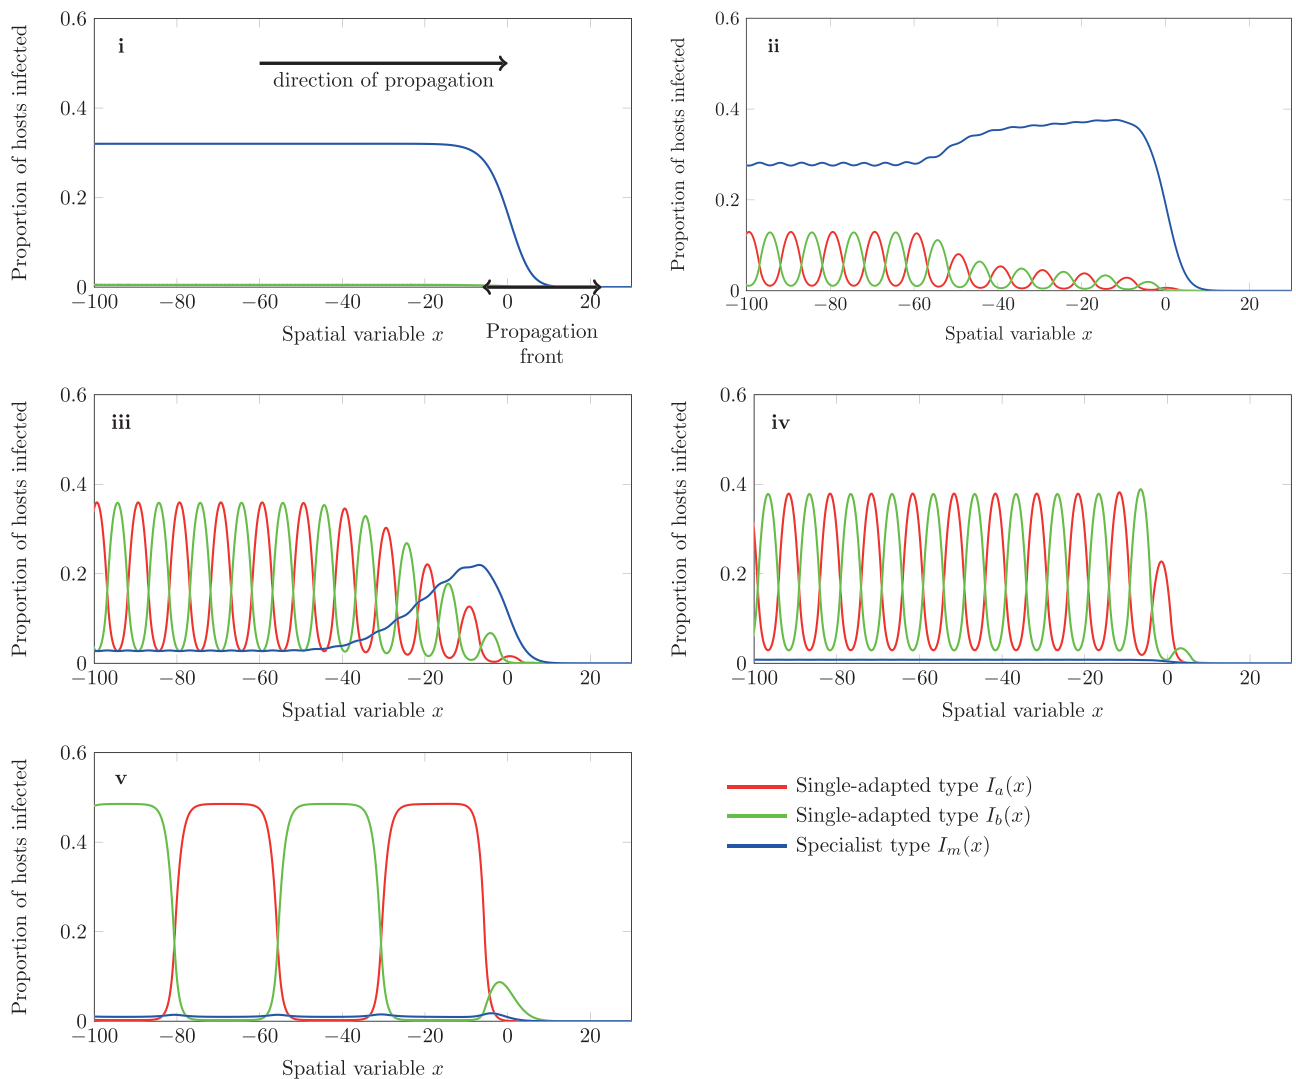 Proportion of hosts infected
0.6
0.4
0.2
0
i
direction of propagation
−100 −80 −60 −40 −20 0 20
Spatial variable x
Propagation
front
Proportion of hosts infected
0.6
0.4
0.2
0
ii
−100 −80 −60 −40 −20 0 20
Spatial variable x
Proportion of hosts infected
0.6
0.4
0.2
0
iii
−100 −80 −60 −40 −20 0 20
Spatial variable x
Proportion of hosts infected
0.6
0.4
0.2
0
iv
−100 −80 −60 −40 −20 0 20
Spatial variable x
Proportion of hosts infected
0.6
0.4
0.2
0
v
−100 −80 −60 −40 −20 0 20
Spatial variable x
Single-adapted type I_a(x)
Single-adapted type I_b(x)
Specialist type I_m(x)